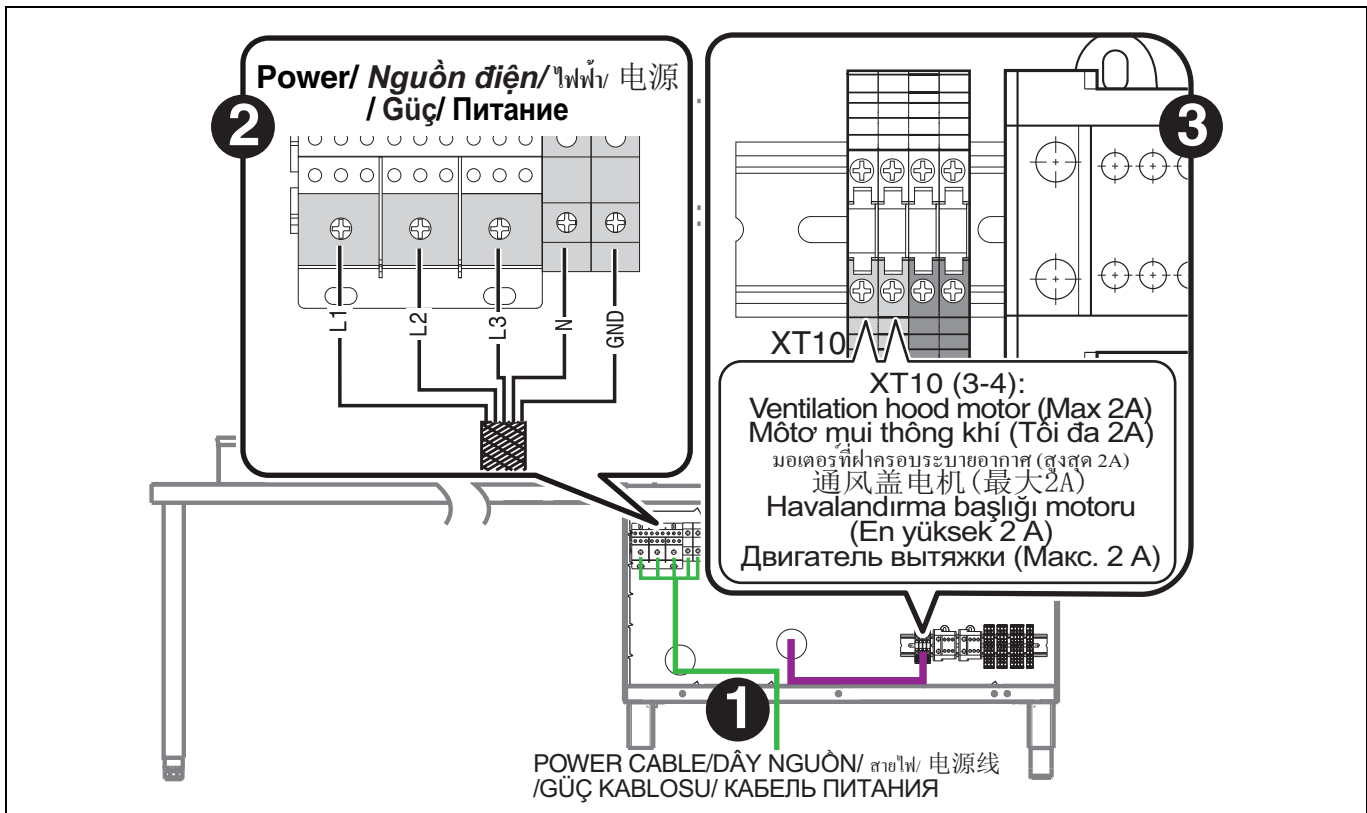 2
Power/ Nguồn điện/ ไฟฟ้า/ 电源
/ Güç/ Питание
L1
L2
L3
N
GND
3
XT10
XT10 (3-4):
Ventilation hood motor (Max 2A)
Môtơ mui thông khí (Tối đa 2A)
มอเตอร์ที่ฝาครอบระบายอากาศ (สูงสุด 2A)
通风盖电机(最大2A)
Havalandırma başlığı motoru
(En yüksek 2 A)
Двигатель вытяжки (Макс. 2 A)
1
POWER CABLE/DÂY NGUỒN/ สายไฟ/ 电源线
/GÜÇ KABLOSU/ КАБЕЛЬ ПИТАНИЯ